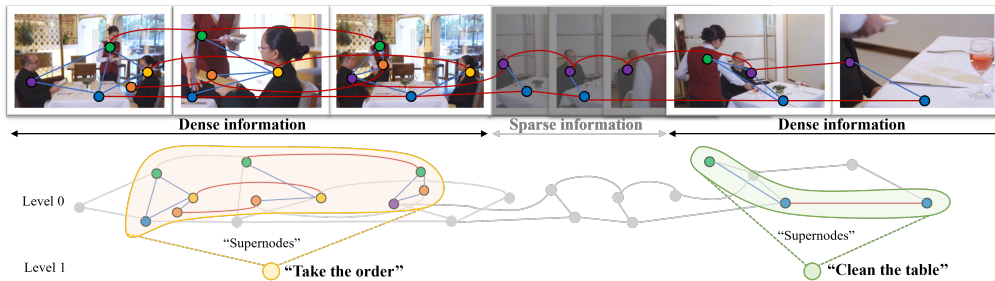 Dense information
Sparse information
Dense information
Level 0
"Supernodes"
"Supernodes"
Level 1
"Take the order"
"Clean the table"